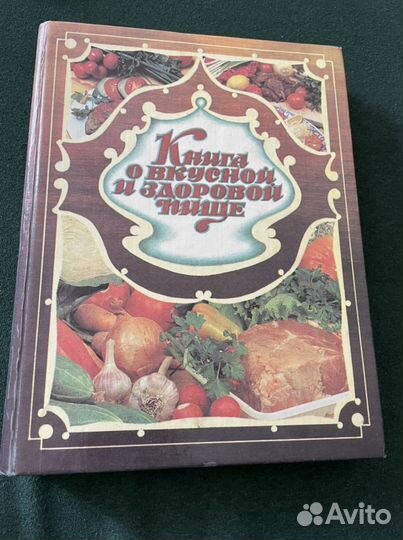 Книга
о вкусной
и здоровой
пище
Avito